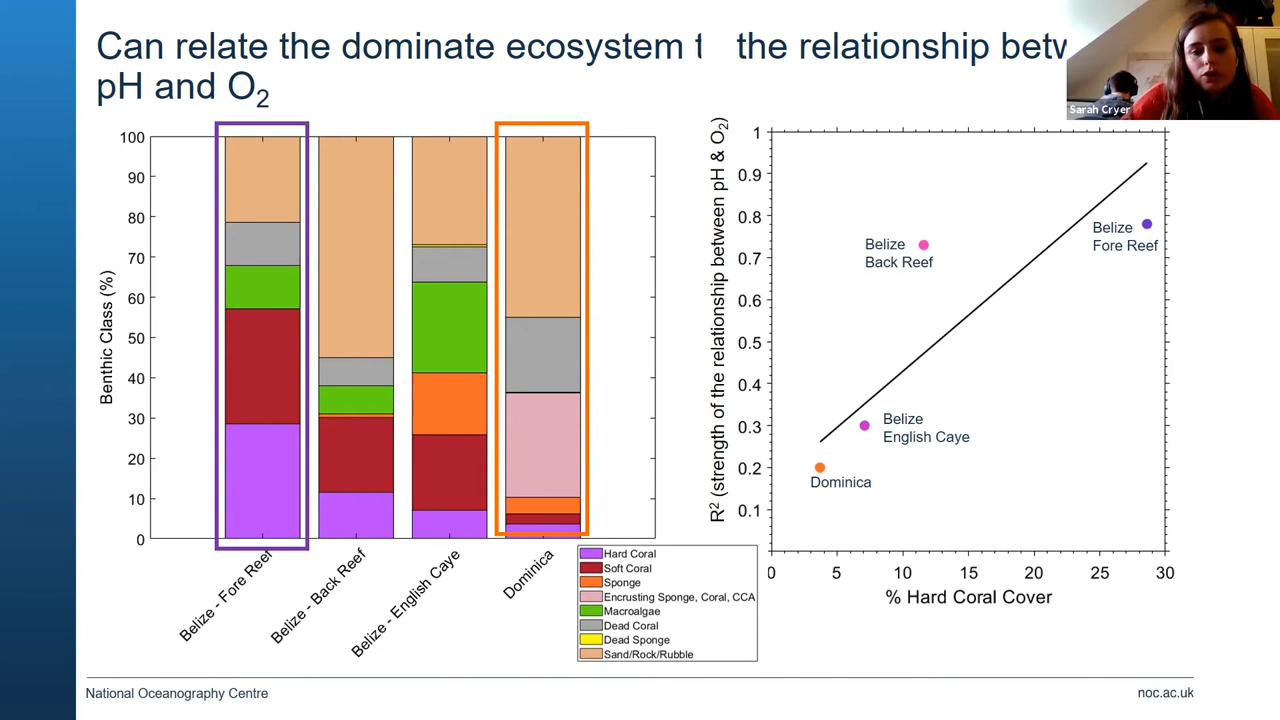 Can relate the dominate ecosystem t the relationship betw
pH and O2
Sarah Cryer
100
90
80
70
60
50
40
30
20
10
0
Benthic Class (%)
Belize - Fore Reef
Belize - Back Reef
Belize - English Caye
Dominica
Hard Coral
Soft Coral
Sponge
Encrusting Sponge, Coral, CCA
Macroalgae
Dead Coral
Dead Sponge
Sand/Rock/Rubble
R2 (strength of the relationship between pH & O2)
1
0.9
0.8
0.7
0.6
0.5
0.4
0.3
0.2
0.1
Belize
Back Reef
Belize
Fore Reef
Belize
English Caye
Dominica
0 5 10 15 20 25 30
% Hard Coral Cover
National Oceanography Centre
noc.ac.uk